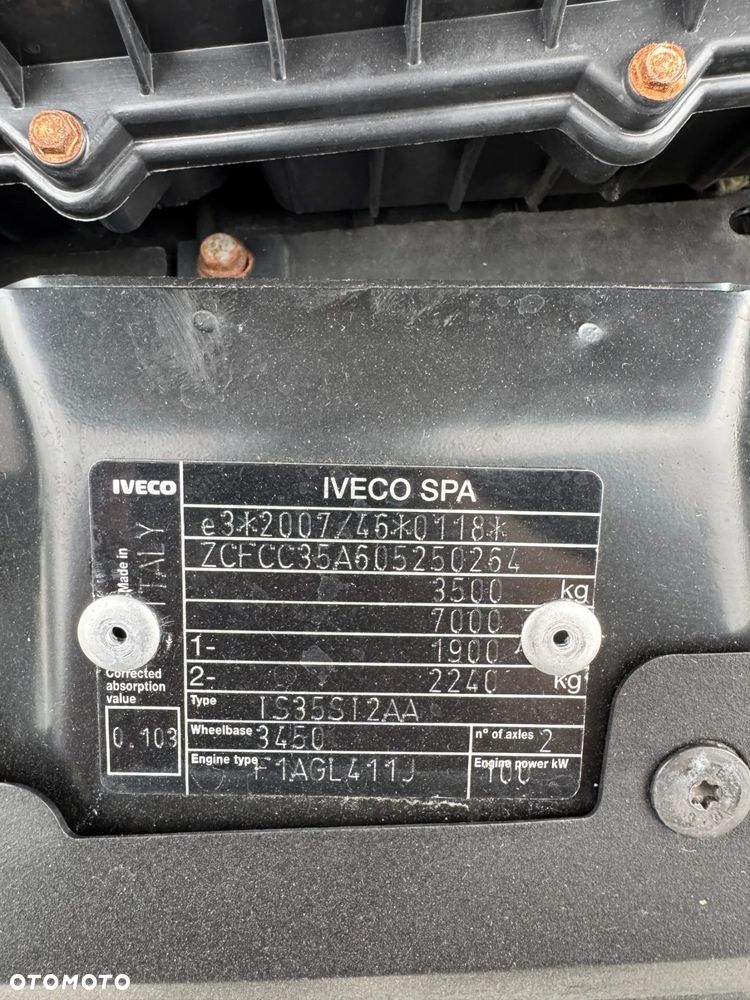 IVECO
IVECO SPA
e3*2007/46*0118*
ZCFCC35A605250264
Made in
ITALY
3500 kg
7000
1- 1900
2- 2240 kg
Corrected
absorption
value
0.103
Type IS35SI2AA
Wheelbase 3450
n° of axles 2
Engine type F1AGL411J
Engine power kW
100
OTOMOTO